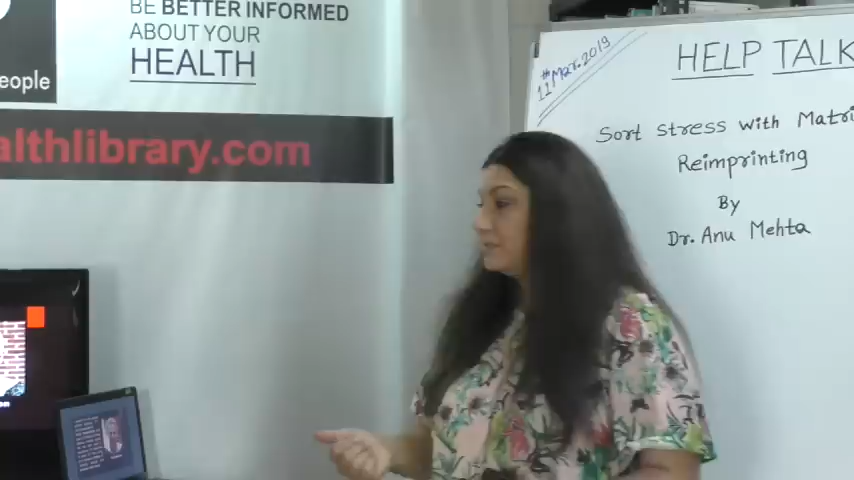 BE BETTER INFORMED
ABOUT YOUR
HEALTH
eople
althlibrary.com
11th Mar. 2019
HELP TALK
Sort Stress with Matri
Reimprinting
By
Dr. Anu Mehta